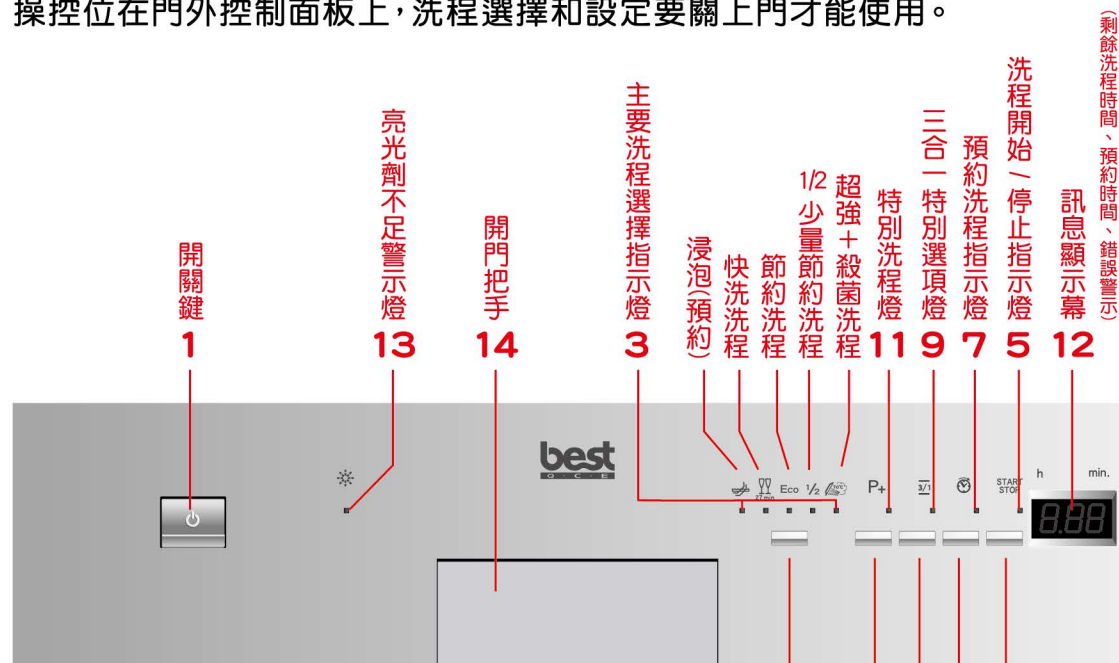 操控位在門外控制面板上，洗程選擇和設定要關上門才能使用。
開關鍵
1
亮光劑不足警示燈
13
開門把手
14
主要洗程選擇指示燈
3
浸泡(預約)
快洗洗程
節約洗程
1/2少量節約洗程
超強+殺菌洗程
特別洗程燈
11
三合一特別選項燈
9
預約洗程指示燈
7
洗程開始/停止指示燈
5
訊息顯示幕
12
(剩餘洗程時間、預約時間、錯誤警示)
best
Q·C·E
27 min
Eco
1/2
70°C
P+
3/1
START
STOP
h
min.
8.88